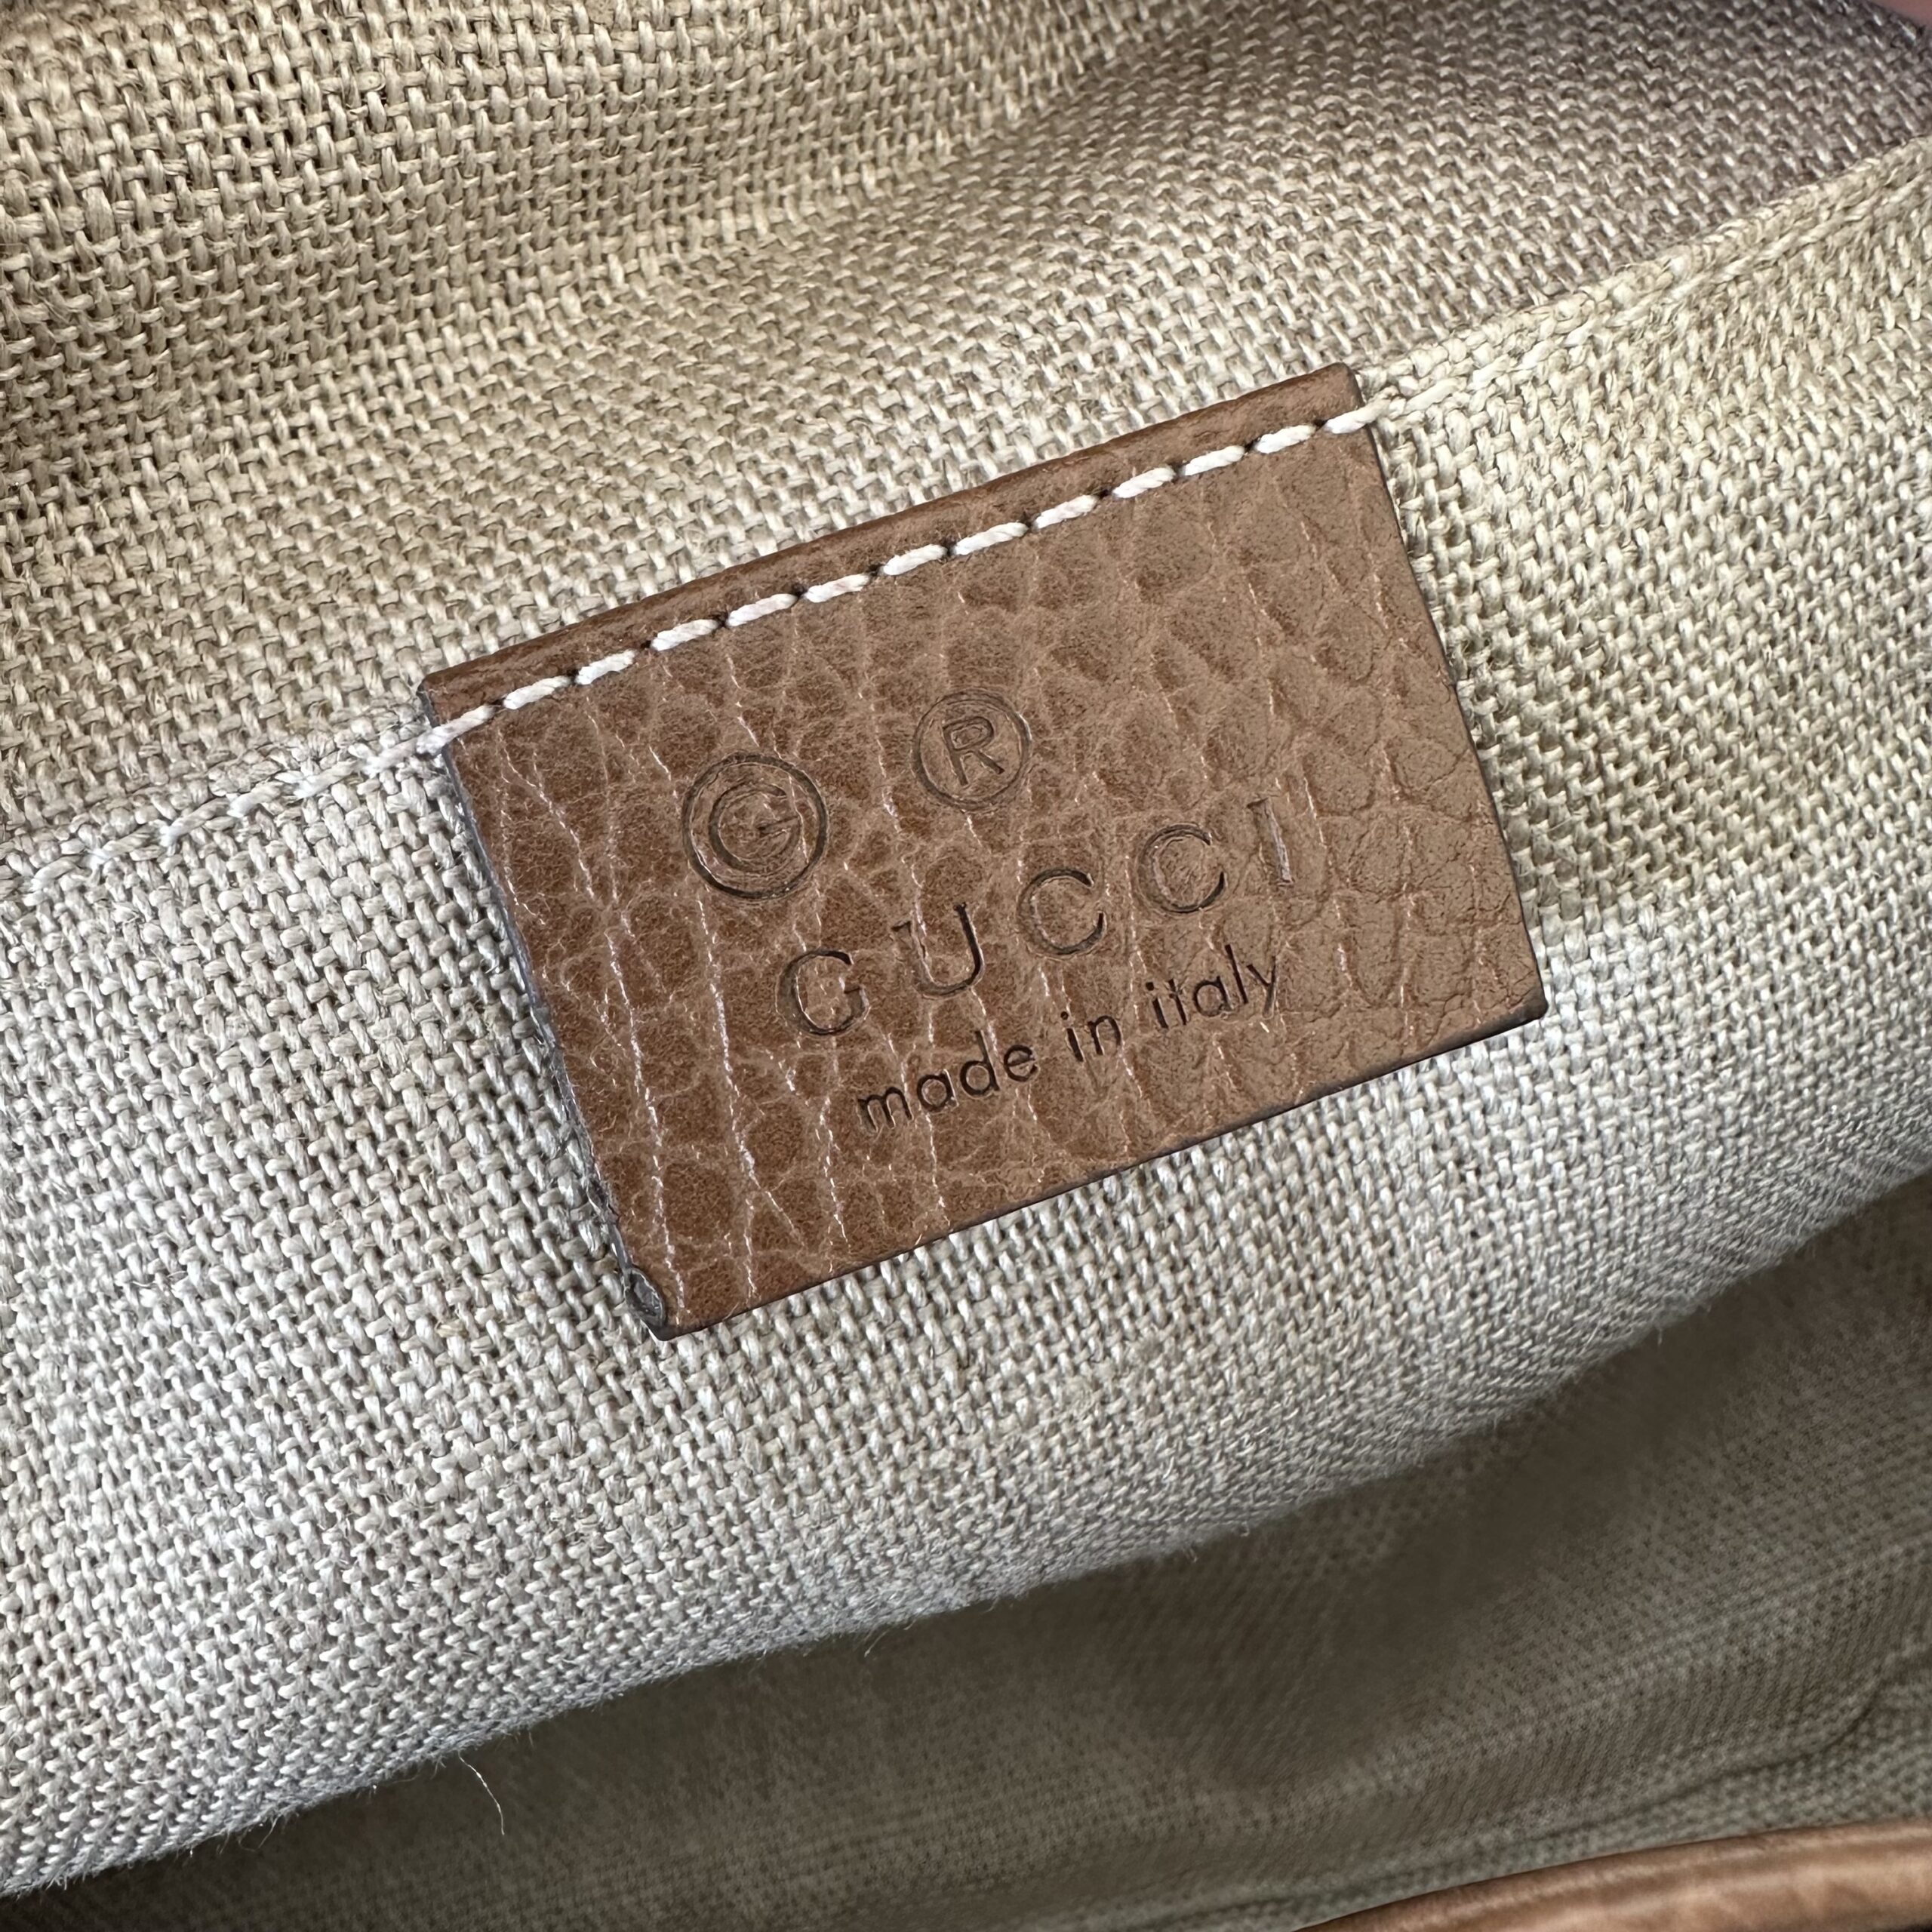 Ⓖ ®
GUCCI
made in italy